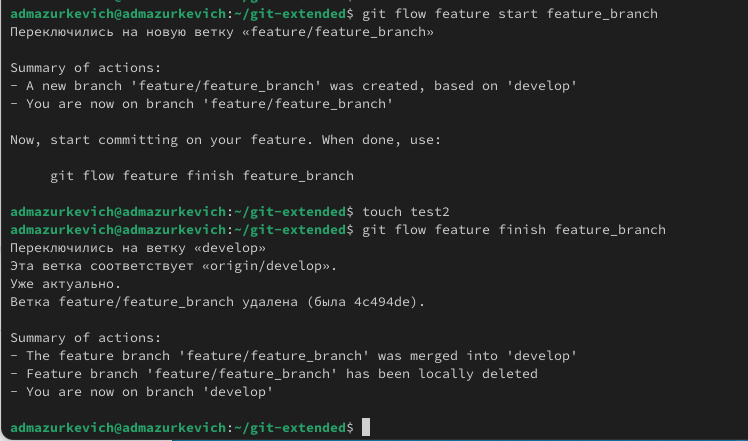 admazurkevich@admazurkevich:~/git-extended$ git flow feature start feature_branch
Переключились на новую ветку «feature/feature_branch»
Summary of actions:
- A new branch 'feature/feature_branch' was created, based on 'develop'
- You are now on branch 'feature/feature_branch'
Now, start committing on your feature. When done, use:
git flow feature finish feature_branch
admazurkevich@admazurkevich:~/git-extended$ touch test2
admazurkevich@admazurkevich:~/git-extended$ git flow feature finish feature_branch
Переключились на ветку «develop»
Эта ветка соответствует «origin/develop».
Уже актуально.
Ветка feature/feature_branch удалена (была 4c494de).
Summary of actions:
- The feature branch 'feature/feature_branch' was merged into 'develop'
- Feature branch 'feature/feature_branch' has been locally deleted
- You are now on branch 'develop'
admazurkevich@admazurkevich:~/git-extended$